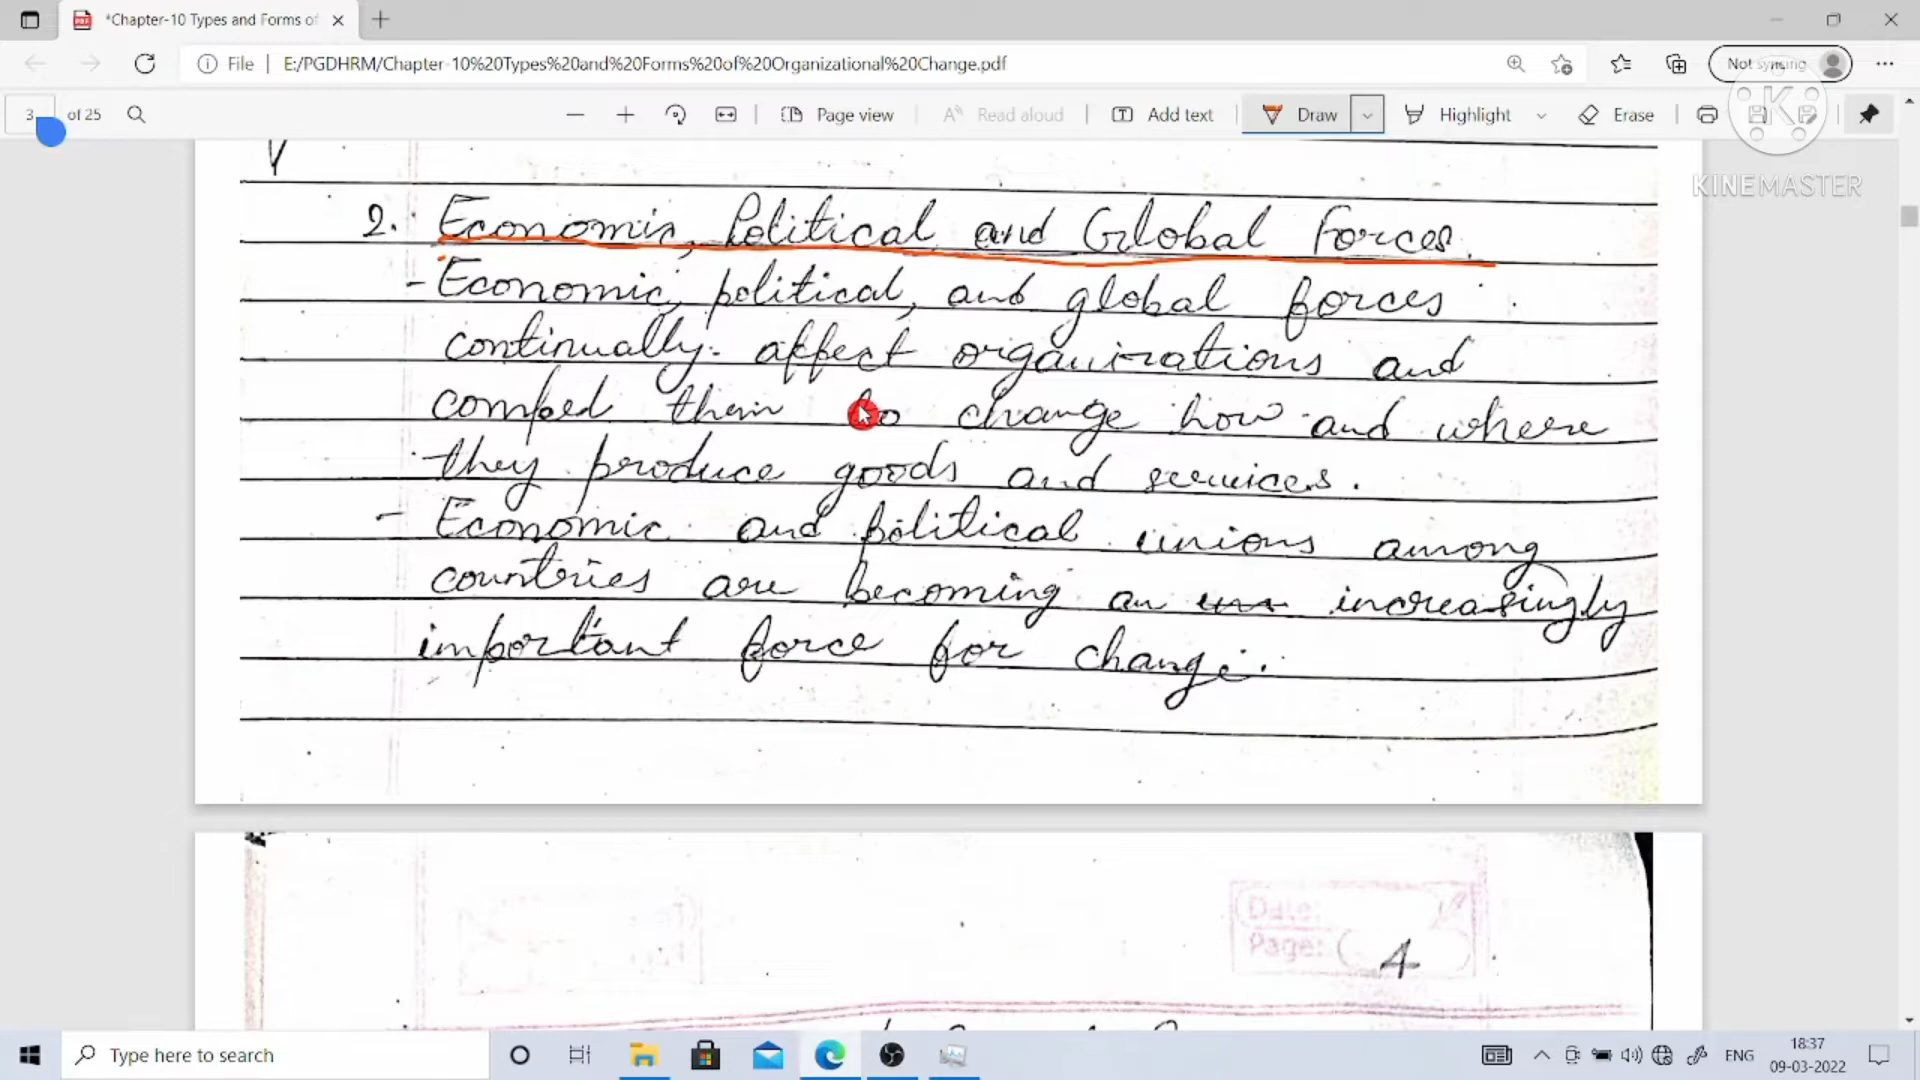 *Chapter-10 Types and Forms of
File E:/PGDHRM/Chapter-10%20Types%20and%20Forms%20of%20Organizational%20Change.pdf
Not syncing
3 of 25
Page view
Read aloud
Add text
Draw
Highlight
Erase
K
KINEMASTER
2. Economic, Political and Global Forces.
- Economic, political, and global forces
continually affect organizations and
comped them to change how and where
they produce goods and services.
- Economic and political unions among
countries are becoming an increasingly
important force for change.
Date:
Page: 4
Type here to search
ENG
18:37
09-03-2022